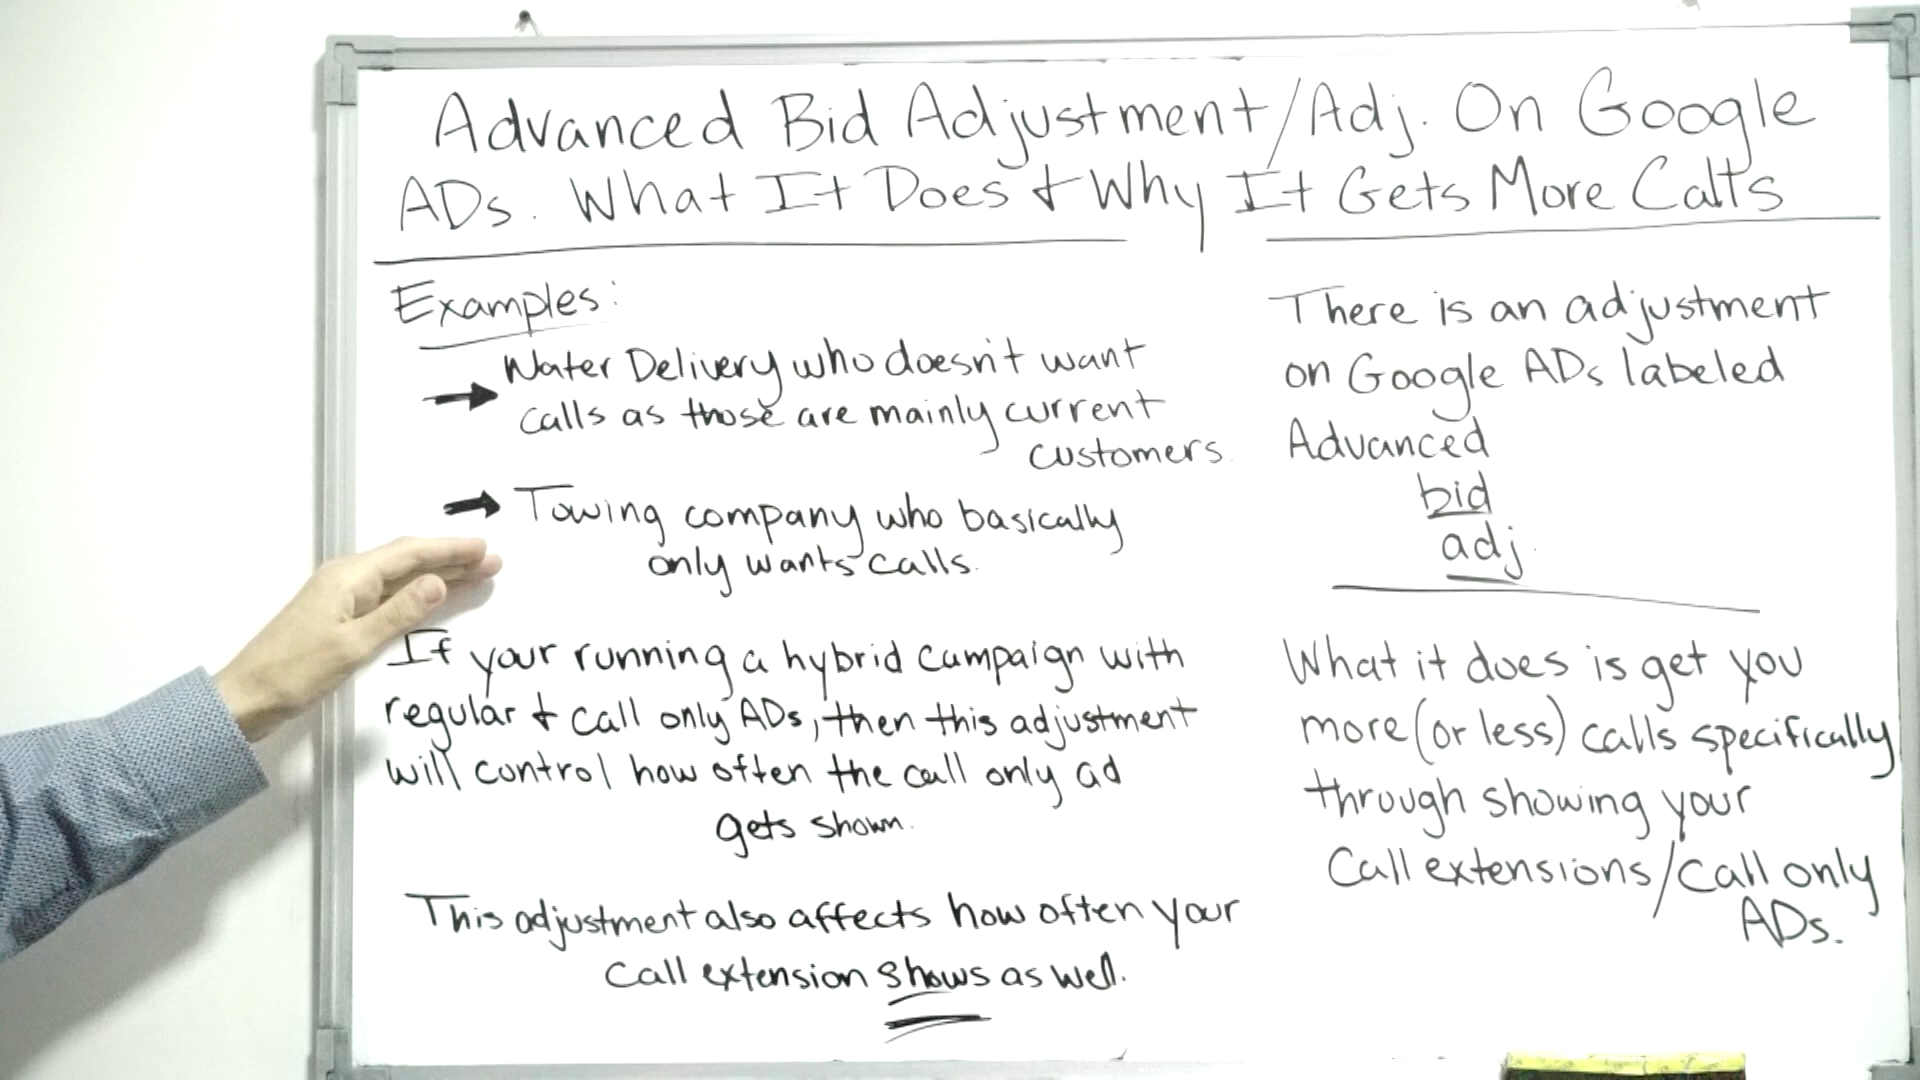 Advanced Bid Adjustment/Adj. On Google
ADs. What It Does & Why It Gets More Calls
Examples:
Water Delivery who doesn't want
calls as those are mainly current
customers.
Towing company who basically
only wants calls.
If your running a hybrid campaign with
regular & call only ADs, then this adjustment
will control how often the call only ad
gets shown.
This adjustment also affects how often your
call extension shows as well.
There is an adjustment
on Google ADs labeled
Advanced
bid
adj.
What it does is get you
more (or less) calls specifically
through showing your
Call extensions/call only
ADs.